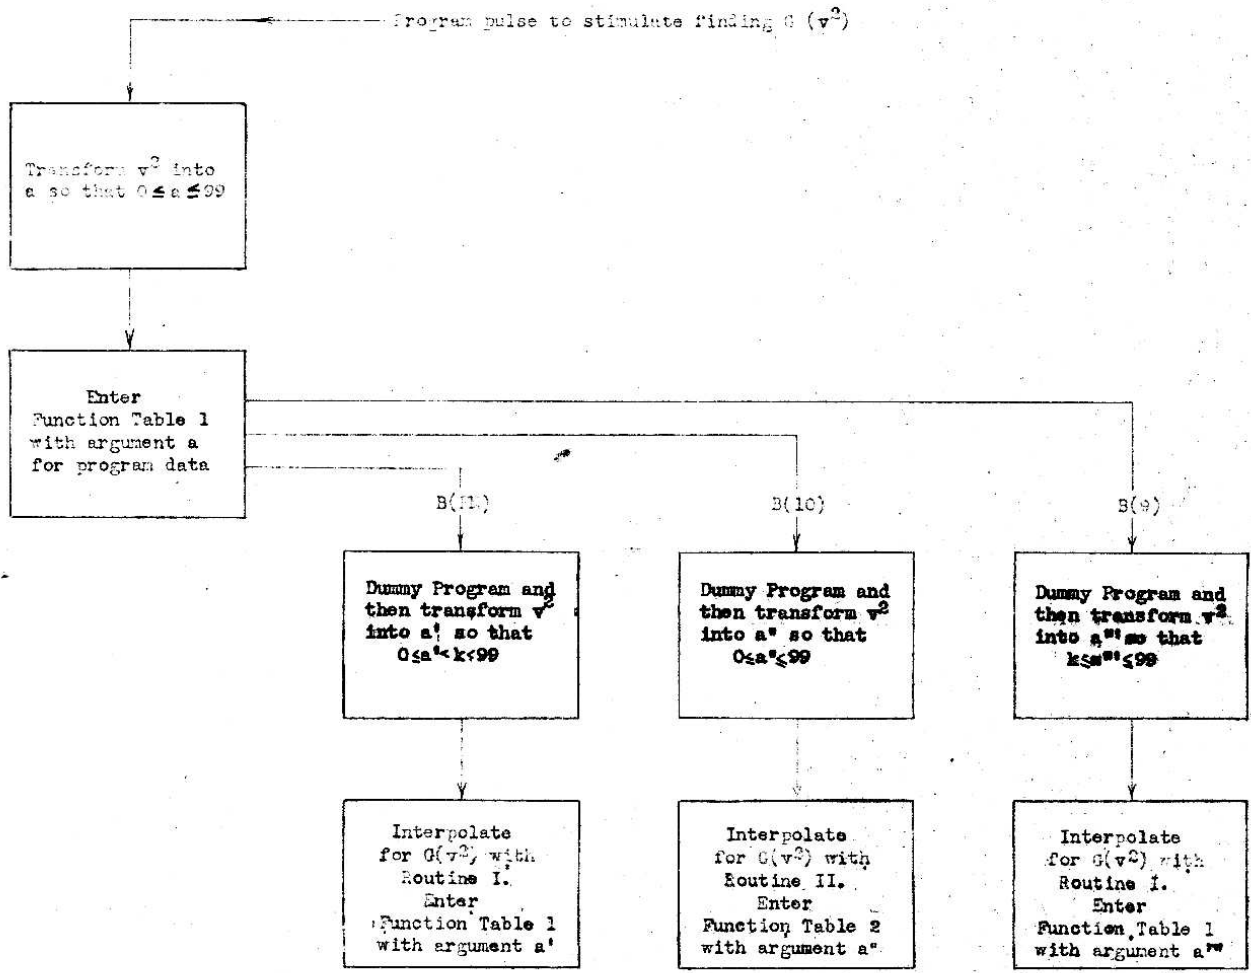 Program pulse to stimulate finding G (v²)
Transform v² into
a so that 0≤a≤99
Enter
Function Table 1
with argument a
for program data
B(11)
B(10)
B(9)
Dummy Program and
then transform v²
into a' so that
0≤a'<k<99
Dummy Program and
then transform v²
into a" so that
0≤a"≤99
Dummy Program and
then transform v²
into a"' so that
k≤a"'≤99
Interpolate
for G(v²) with
Routine I.
Enter
Function Table 1
with argument a'
Interpolate
for G(v²) with
Routine II.
Enter
Function Table 2
with argument a"
Interpolate
for G(v²) with
Routine I.
Enter
Function Table 1
with argument a"'